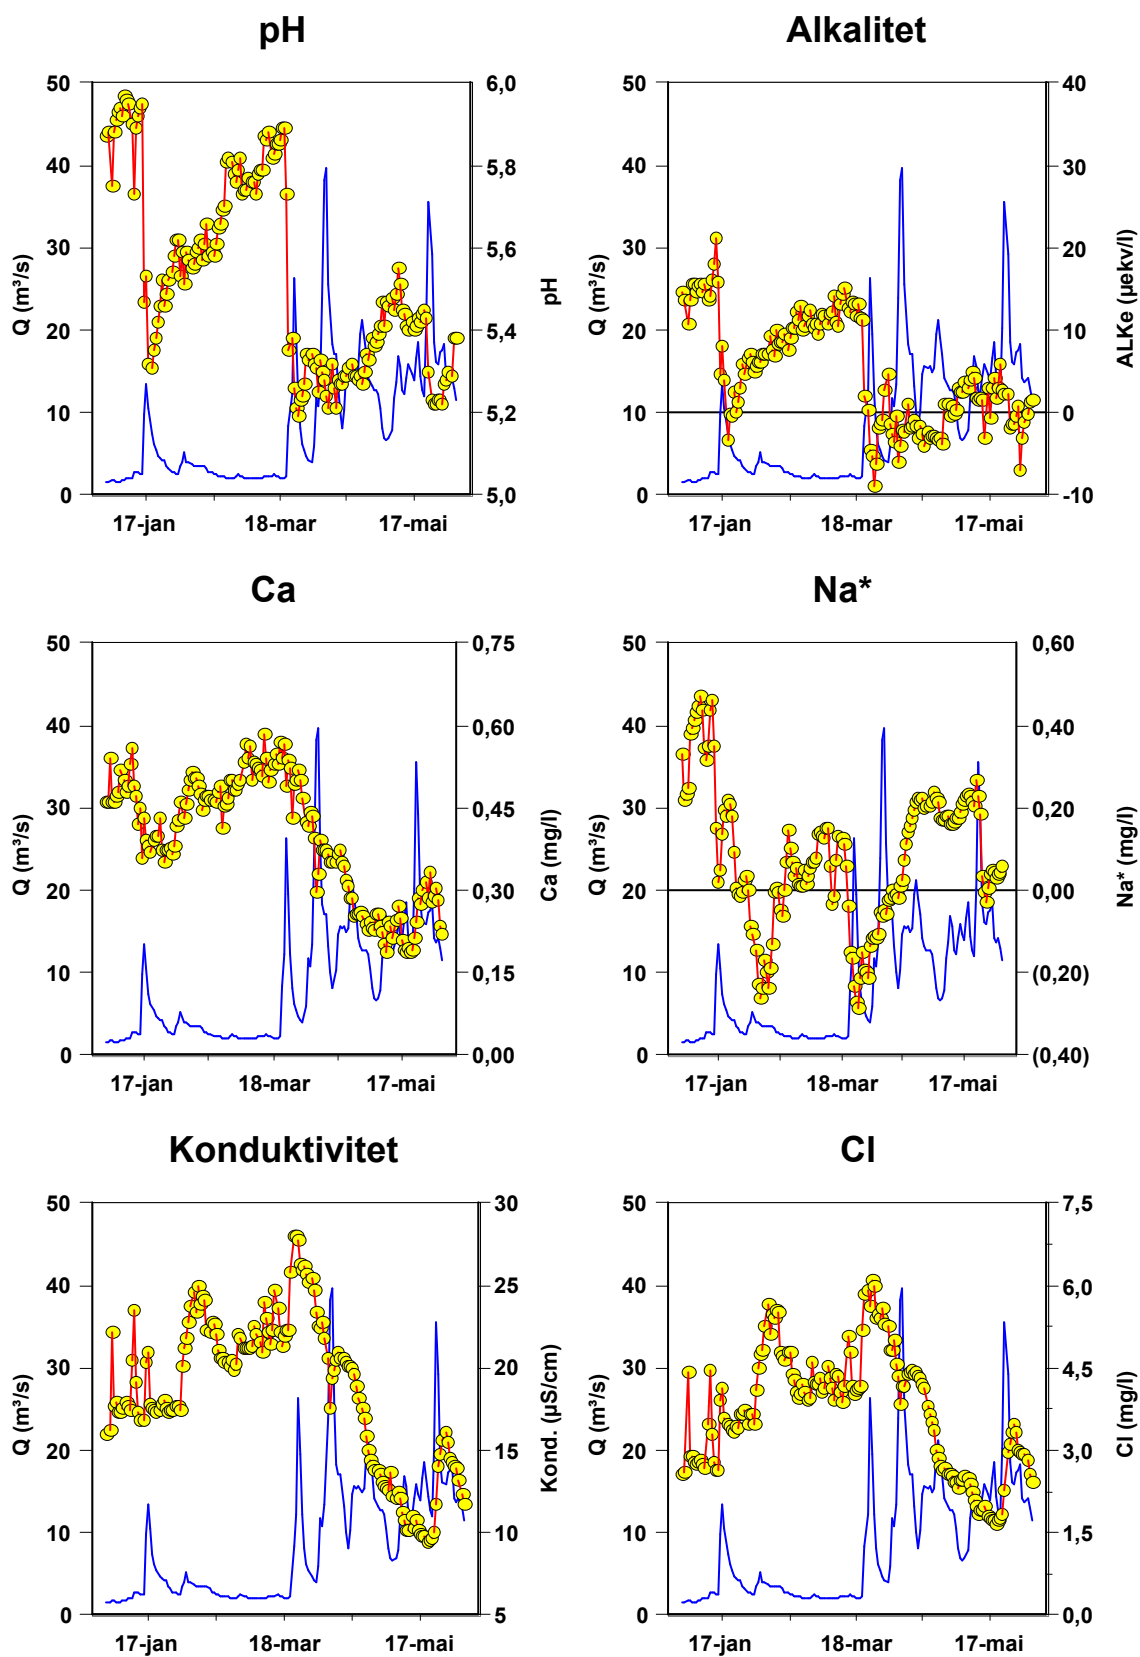 pH
50
40
30
20
10
0
Q (m³/s)
6,0
5,8
5,6
5,4
5,2
5,0
pH
17-jan
18-mar
17-mai
Alkalitet
50
40
30
20
10
0
Q (m³/s)
40
30
20
10
0
-10
ALKe (µekv/l)
17-jan
18-mar
17-mai
Ca
50
40
30
20
10
0
Q (m³/s)
0,75
0,60
0,45
0,30
0,15
0,00
Ca (mg/l)
17-jan
18-mar
17-mai
Na*
50
40
30
20
10
0
Q (m³/s)
0,60
0,40
0,20
0,00
(0,20)
(0,40)
Na* (mg/l)
17-jan
18-mar
17-mai
Konduktivitet
50
40
30
20
10
0
Q (m³/s)
30
25
20
15
10
5
Kond. (µS/cm)
17-jan
18-mar
17-mai
Cl
50
40
30
20
10
0
Q (m³/s)
7,5
6,0
4,5
3,0
1,5
0,0
Cl (mg/l)
17-jan
18-mar
17-mai